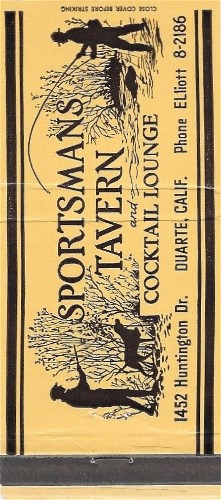 CLOSE COVER BEFORE STRIKING
SPORTSMANS
TAVERN
and
COCKTAIL LOUNGE
1452 Huntington Dr. DUARTE, CALIF. Phone ELliott 8-2186